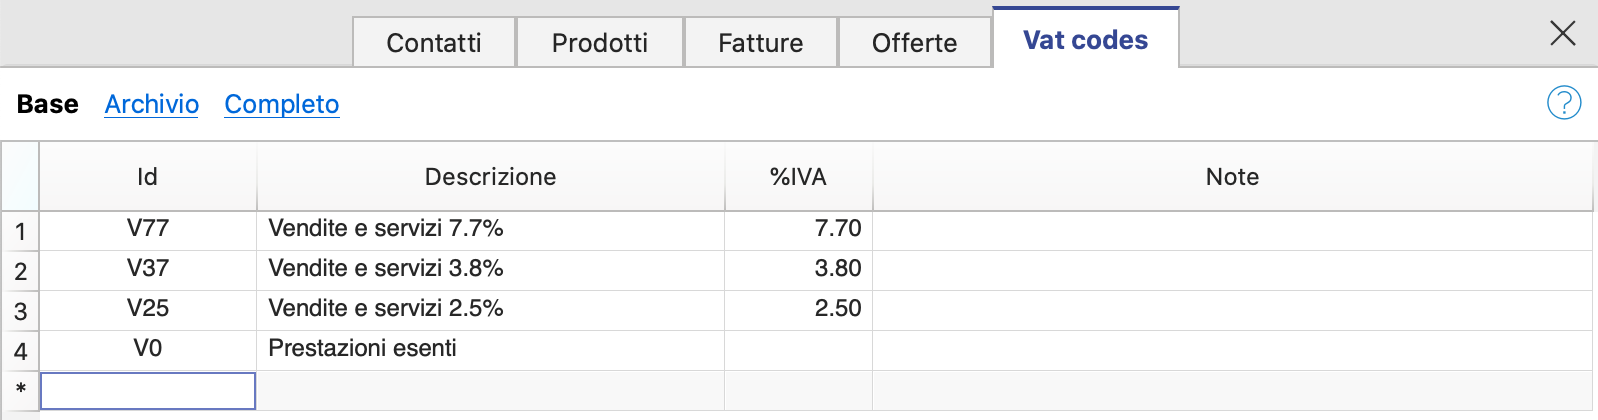 Contatti Prodotti Fatture Offerte Vat codes
Base Archivio Completo ?
Id Descrizione %IVA Note
1 V77 Vendite e servizi 7.7% 7.70
2 V37 Vendite e servizi 3.8% 3.80
3 V25 Vendite e servizi 2.5% 2.50
4 V0 Prestazioni esenti
*